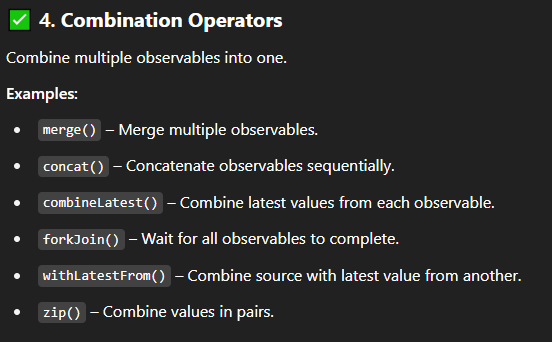 ✅ 4. Combination Operators
Combine multiple observables into one.
Examples:
• merge() – Merge multiple observables.
• concat() – Concatenate observables sequentially.
• combineLatest() – Combine latest values from each observable.
• forkJoin() – Wait for all observables to complete.
• withLatestFrom() – Combine source with latest value from another.
• zip() – Combine values in pairs.